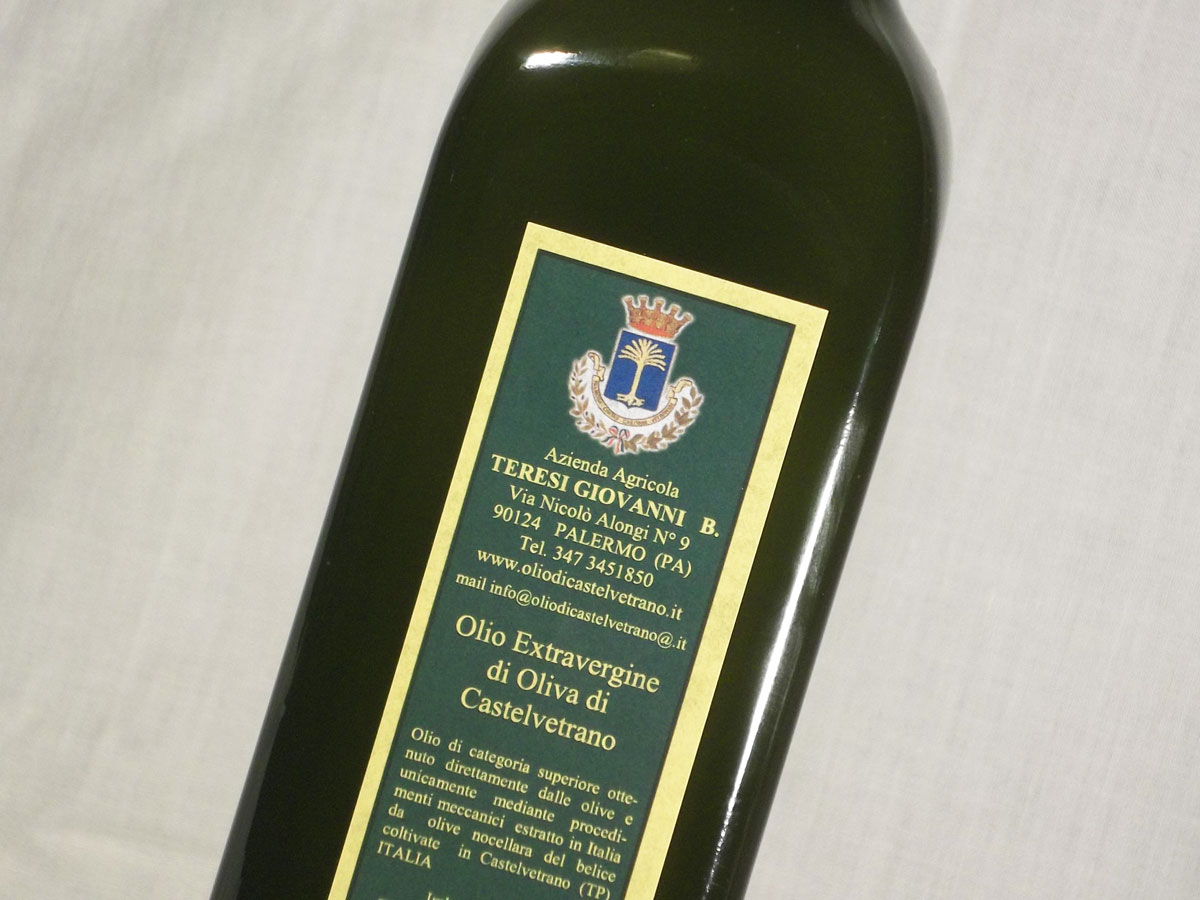 Azienda Agricola
TERESI GIOVANNI B.
Via Nicolò Alongi N° 9
90124 PALERMO (PA)
Tel. 347 3451850
www.oliodicastelvetrano.it
mail info@oliodicastelvetrano@.it
Olio Extravergine
di Oliva di
Castelvetrano
Olio di categoria superiore otte-
nuto direttamente dalle olive e
unicamente mediante procedi-
menti meccanici estratto in Italia
da olive nocellara del belice
coltivate in Castelvetrano (TP)
ITALIA